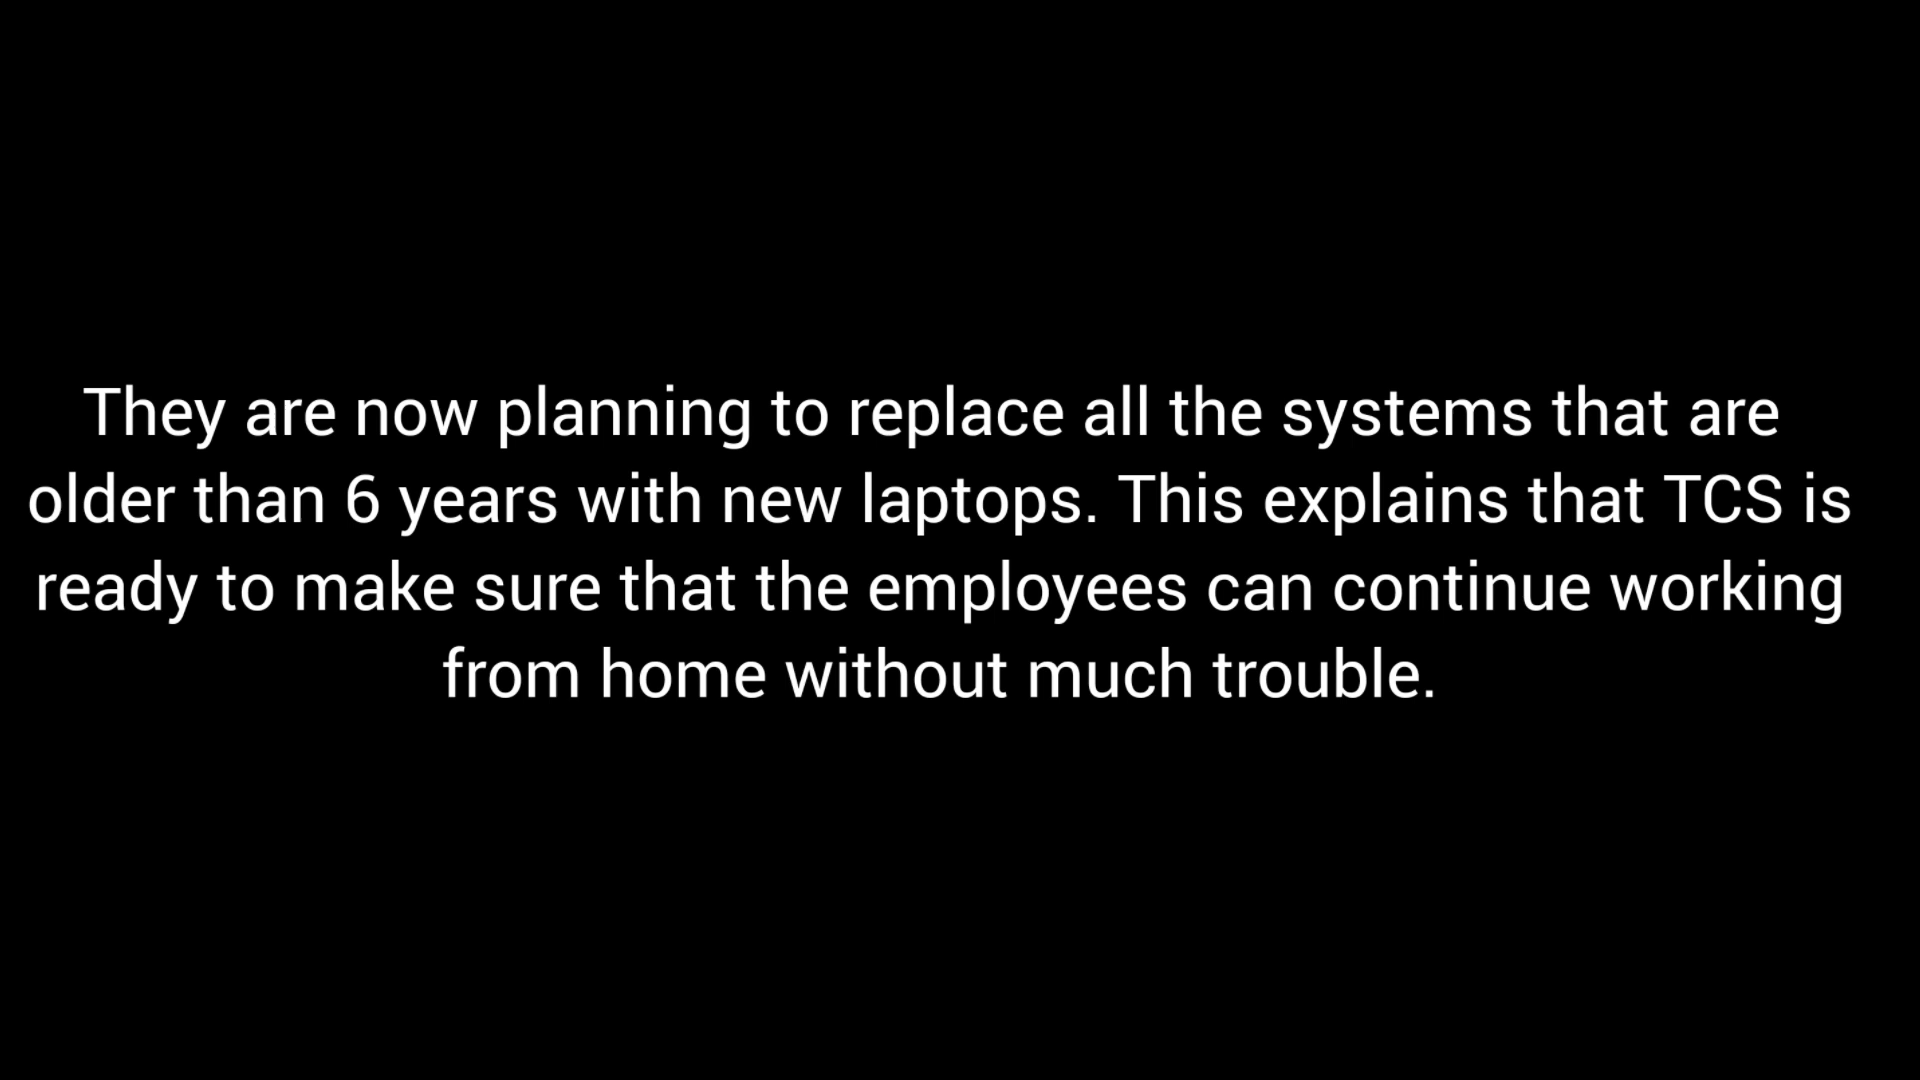 They are now planning to replace all the systems that are
older than 6 years with new laptops. This explains that TCS is
ready to make sure that the employees can continue working
from home without much trouble.